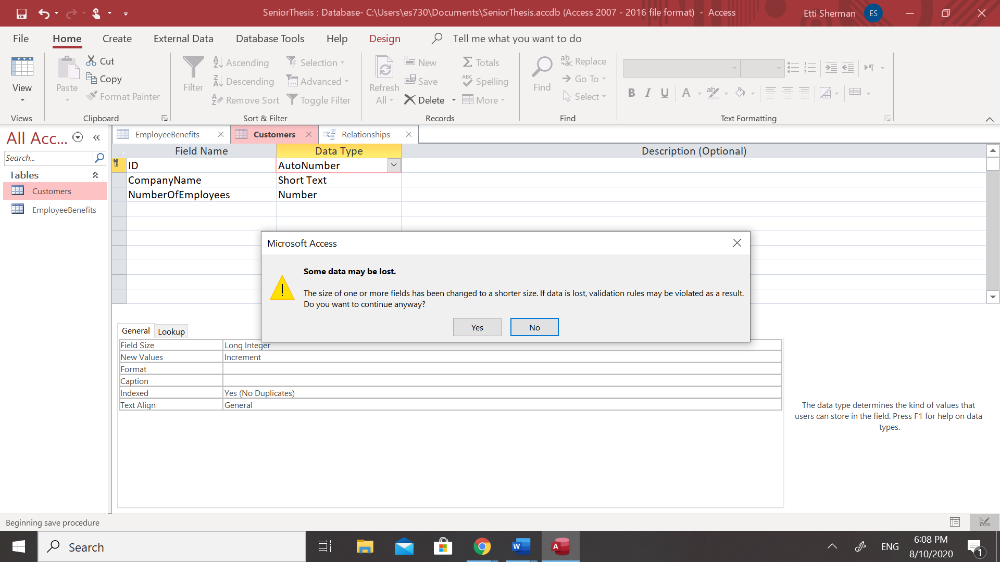 SeniorThesis : Database- C:\Users\es730\Documents\SeniorThesis.accdb (Access 2007 - 2016 file format) - Access
Etti Sherman ES
File Home Create External Data Database Tools Help Design Tell me what you want to do
View
Views
Paste
Cut
Copy
Format Painter
Clipboard
Filter
Ascending
Descending
Remove Sort
Selection
Advanced
Toggle Filter
Sort & Filter
Refresh
All
New
Save
Delete
Totals
Spelling
More
Records
Find
Replace
Go To
Select
Find
B I U A
Text Formatting
All Acc...
Search...
Tables
Customers
EmployeeBenefits
EmployeeBenefits Customers Relationships
Field Name Data Type Description (Optional)
ID AutoNumber
CompanyName Short Text
NumberOfEmployees Number
Microsoft Access
Some data may be lost.
The size of one or more fields has been changed to a shorter size. If data is lost, validation rules may be violated as a result.
Do you want to continue anyway?
Yes No
General Lookup
Field Size Long Integer
New Values Increment
Format
Caption
Indexed Yes (No Duplicates)
Text Align General
The data type determines the kind of values that
users can store in the field. Press F1 for help on data
types.
Beginning save procedure
Search
ENG
6:08 PM
8/10/2020
1